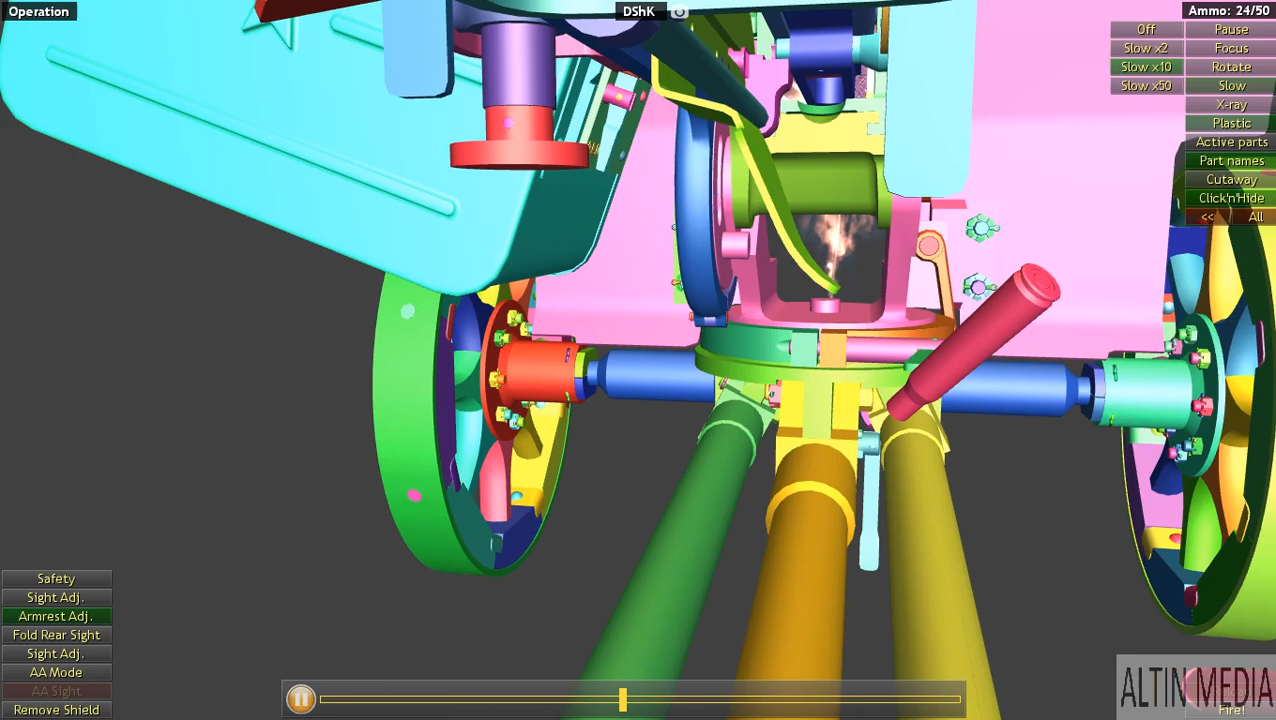 Operation
DShK
Ammo: 24/50
Off
Pause
Slow x2
Focus
Slow x10
Rotate
Slow x50
Slow
X-ray
Plastic
Active parts
Part names
Cutaway
Click'n'Hide
<<
All
Safety
Sight Adj.
Armrest Adj.
Fold Rear Sight
Sight Adj.
AA Mode
AA Sight
Remove Shield
ALTIN MEDIA
Fire!